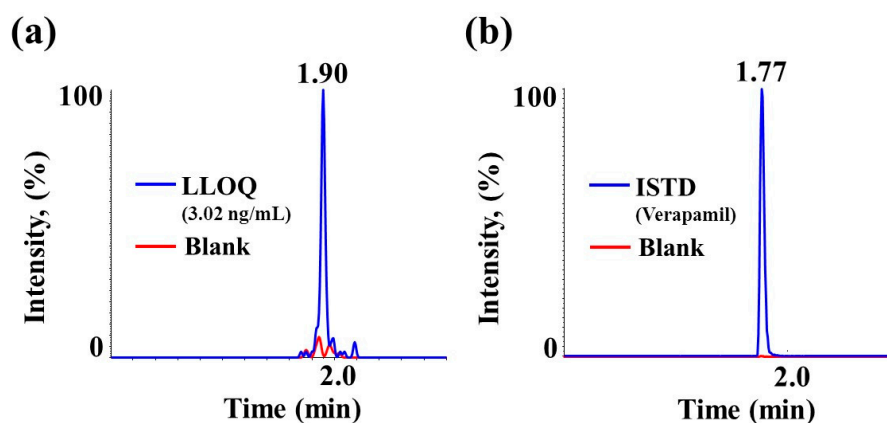 (a)
1.90
100
LLOQ
(3.02 ng/mL)
Blank
Intensity, (%)
0
2.0
Time (min)
(b)
1.77
100
ISTD
(Verapamil)
Blank
Intensity, (%)
0
2.0
Time (min)